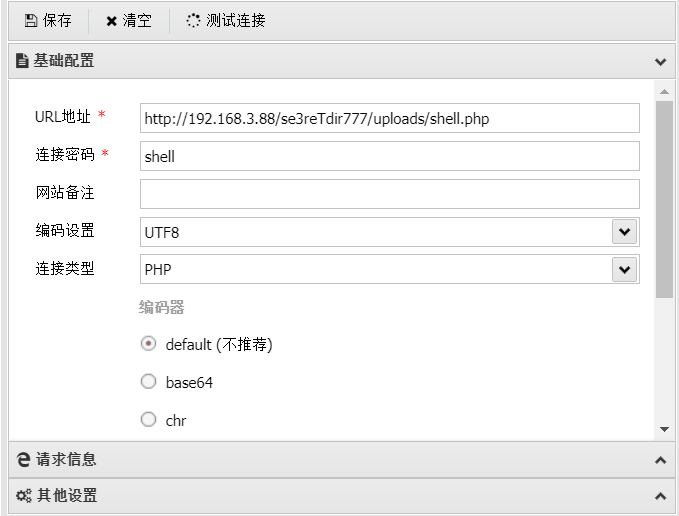 保存 清空 测试连接
基础配置
URL地址 * http://192.168.3.88/se3reTdir777/uploads/shell.php
连接密码 * shell
网站备注
编码设置 UTF8
连接类型 PHP
编码器
default (不推荐)
base64
chr
请求信息
其他设置